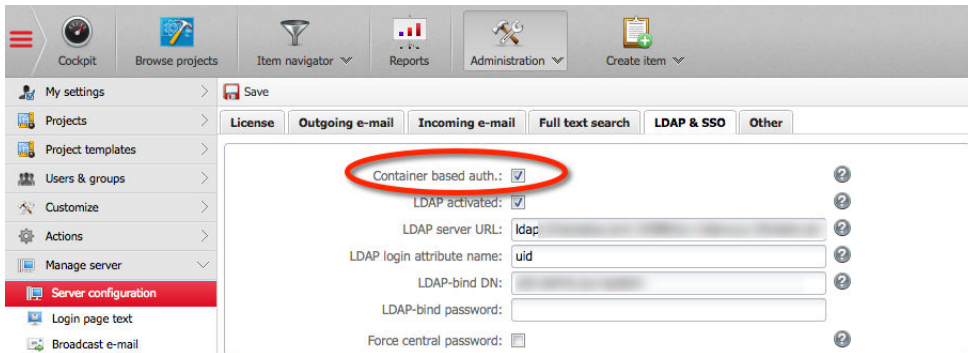 Cockpit Browse projects Item navigator Reports Administration Create item
My settings
Save
Projects
License Outgoing e-mail Incoming e-mail Full text search LDAP & SSO Other
Project templates
Users & groups
Customize
Actions
Manage server
Server configuration
Login page text
Broadcast e-mail
Container based auth.:
LDAP activated:
LDAP server URL: ldap
LDAP login attribute name: uid
LDAP-bind DN:
LDAP-bind password:
Force central password: